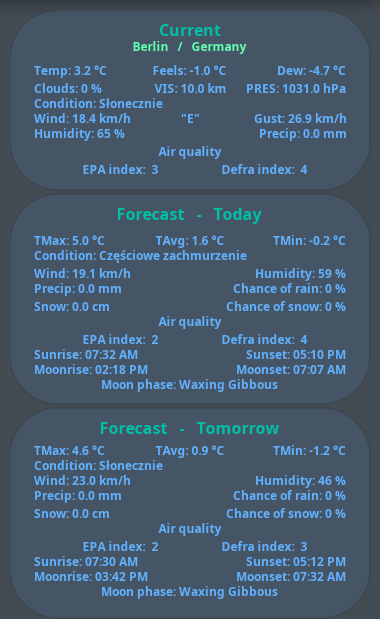 Current
Berlin / Germany
Temp: 3.2 °C Feels: -1.0 °C Dew: -4.7 °C
Clouds: 0 % VIS: 10.0 km PRES: 1031.0 hPa
Condition: Słonecznie
Wind: 18.4 km/h "E" Gust: 26.9 km/h
Humidity: 65 % Precip: 0.0 mm
Air quality
EPA index: 3 Defra index: 4
Forecast - Today
TMax: 5.0 °C TAvg: 1.6 °C TMin: -0.2 °C
Condition: Częściowe zachmurzenie
Wind: 19.1 km/h Humidity: 59 %
Precip: 0.0 mm Chance of rain: 0 %
Snow: 0.0 cm Chance of snow: 0 %
Air quality
EPA index: 2 Defra index: 4
Sunrise: 07:32 AM Sunset: 05:10 PM
Moonrise: 02:18 PM Moonset: 07:07 AM
Moon phase: Waxing Gibbous
Forecast - Tomorrow
TMax: 4.6 °C TAvg: 0.9 °C TMin: -1.2 °C
Condition: Słonecznie
Wind: 23.0 km/h Humidity: 46 %
Precip: 0.0 mm Chance of rain: 0 %
Snow: 0.0 cm Chance of snow: 0 %
Air quality
EPA index: 2 Defra index: 3
Sunrise: 07:30 AM Sunset: 05:12 PM
Moonrise: 03:42 PM Moonset: 07:32 AM
Moon phase: Waxing Gibbous